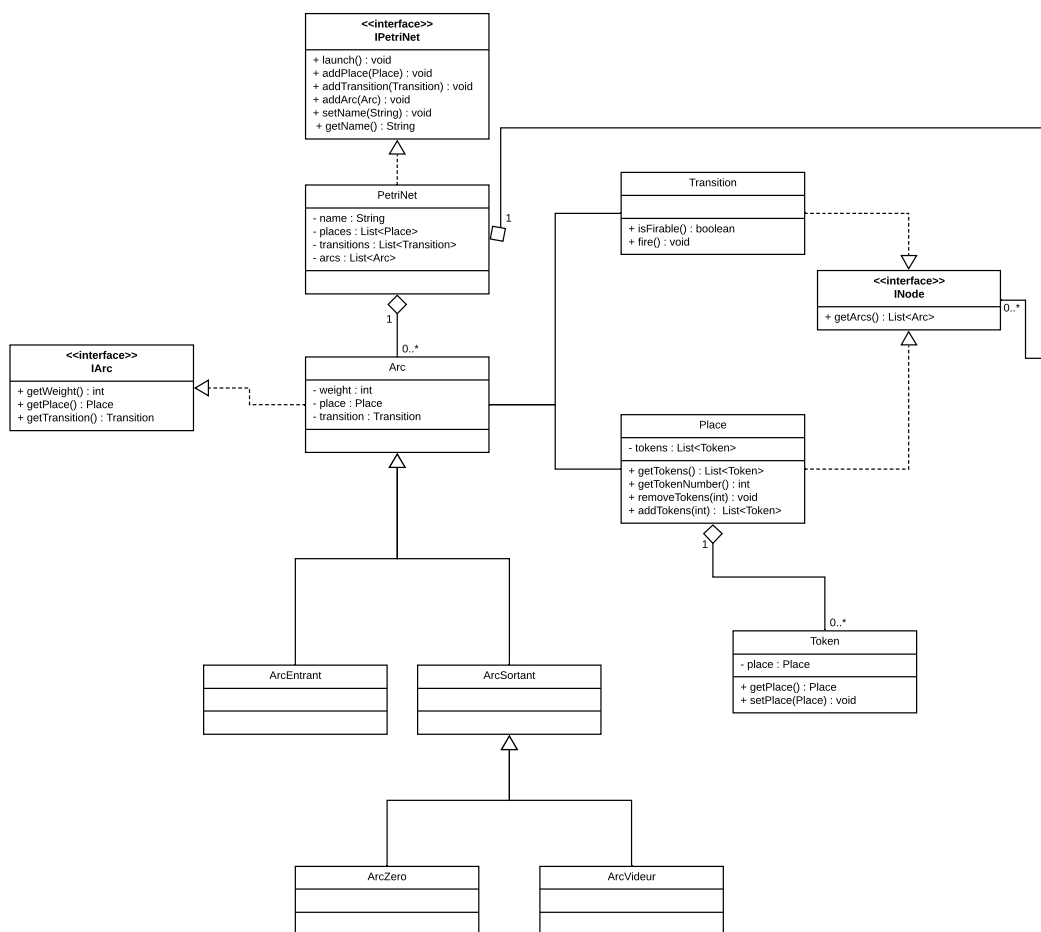 <<interface>>
IPetriNet
+ launch() : void
+ addPlace(Place) : void
+ addTransition(Transition) : void
+ addArc(Arc) : void
+ setName(String) : void
+ getName() : String
PetriNet
- name : String
- places : List<Place>
- transitions : List<Transition>
- arcs : List<Arc>
1
1
0..*
Transition
+ isFirable() : boolean
+ fire() : void
<<interface>>
INode
+ getArcs() : List<Arc>
0..*
<<interface>>
IArc
+ getWeight() : int
+ getPlace() : Place
+ getTransition() : Transition
Arc
- weight : int
- place : Place
- transition : Transition
Place
- tokens : List<Token>
+ getTokens() : List<Token>
+ getTokenNumber() : int
+ removeTokens(int) : void
+ addTokens(int) :  List<Token>
1
0..*
Token
- place : Place
+ getPlace() : Place
+ setPlace(Place) : void
ArcEntrant
ArcSortant
ArcZero
ArcVideur